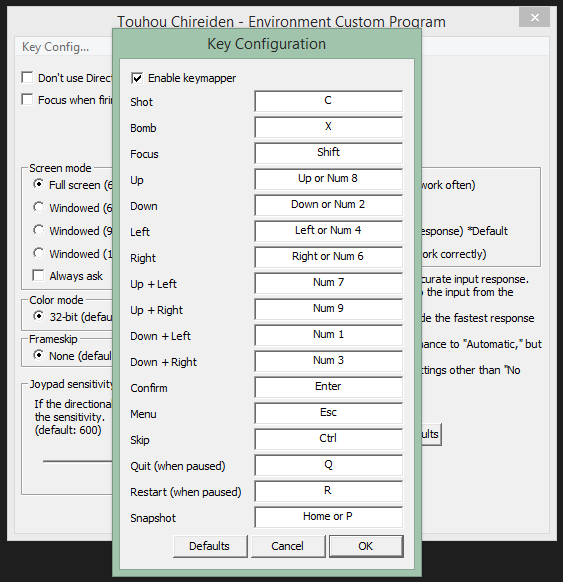 Touhou Chireiden - Environment Custom Program
Key Config...
Key Configuration
Enable keymapper
Shot C
Bomb X
Focus Shift
Up Up or Num 8
Down Down or Num 2
Left Left or Num 4
Right Right or Num 6
Up + Left Num 7
Up + Right Num 9
Down + Left Num 1
Down + Right Num 3
Confirm Enter
Menu Esc
Skip Ctrl
Quit (when paused) Q
Restart (when paused) R
Snapshot Home or P
Defaults Cancel OK
Don't use Direc
Focus when firin
Screen mode
Full screen (6
Windowed (6
Windowed (9
Windowed (1
Always ask
Color mode
32-bit (defau
Frameskip
None (defau
Joypad sensitivity
If the directional
the sensitivity.
(default: 600)
work often)
esponse) *Default
ork correctly)
curate input response.
the input from the
de the fastest response
nance to "Automatic," but
ttings other than "No
ults